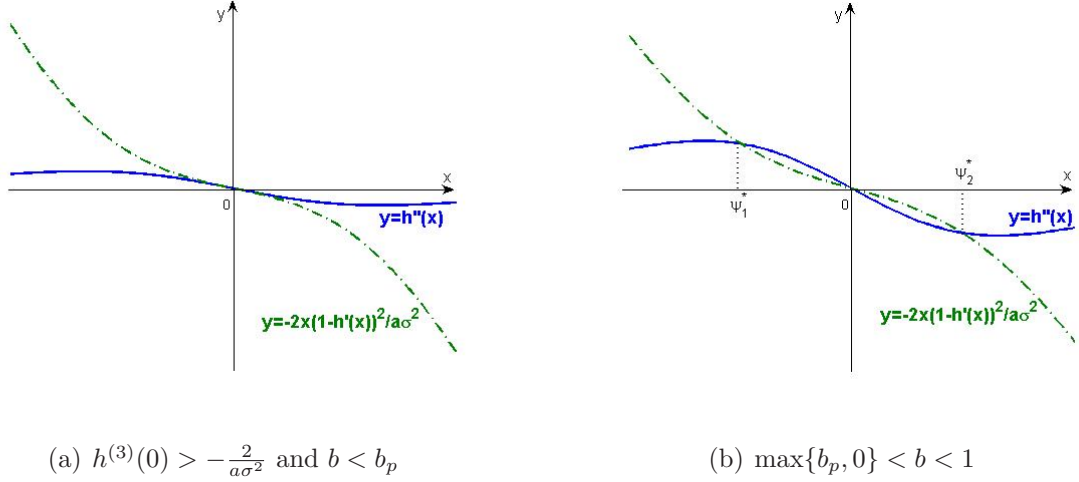 y
x
0
y=h"(x)
y=-2x(1-h'(x))²/aσ²
(a) h⁽³⁾(0) > -2/aσ² and b < b_p
y
x
0
ψ₁*
ψ₂*
y=h"(x)
y=-2x(1-h'(x))²/aσ²
(b) max{b_p, 0} < b < 1